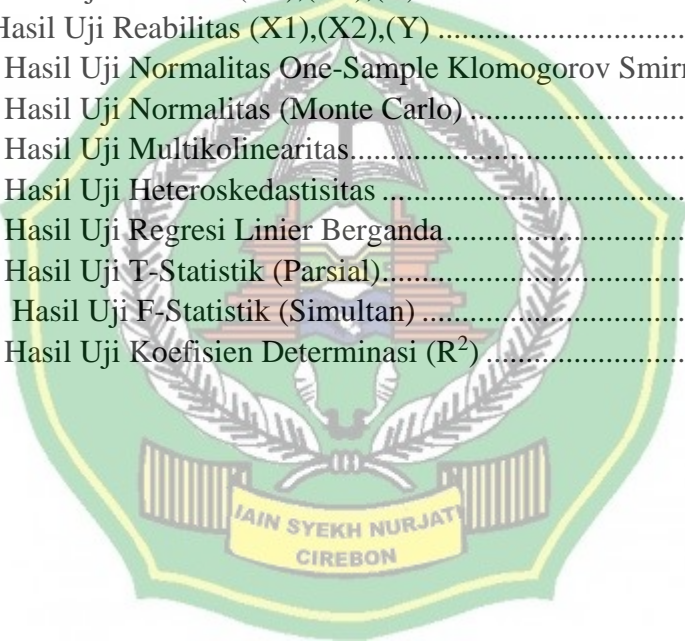 Hasil Uji Reabilitas (X1),(X2),(Y) ................................
Hasil Uji Normalitas One-Sample Klomogorov
Hasil Uji Normalitas (Monte Carlo) ............................
Hasil Uji Multikolinearitas...........................................
Hasil Uji Heteroskedastisitas .......................................
Hasil Uji Regresi Linier Berganda...............................
Hasil Uji T-Statistik (Parsial).......................................
Hasil Uji F-Statistik (Simultan) ..................................
Hasil Uji Koefisien Determinasi (R²) .........................
IAIN SYEKH NURJATI
CIREBON